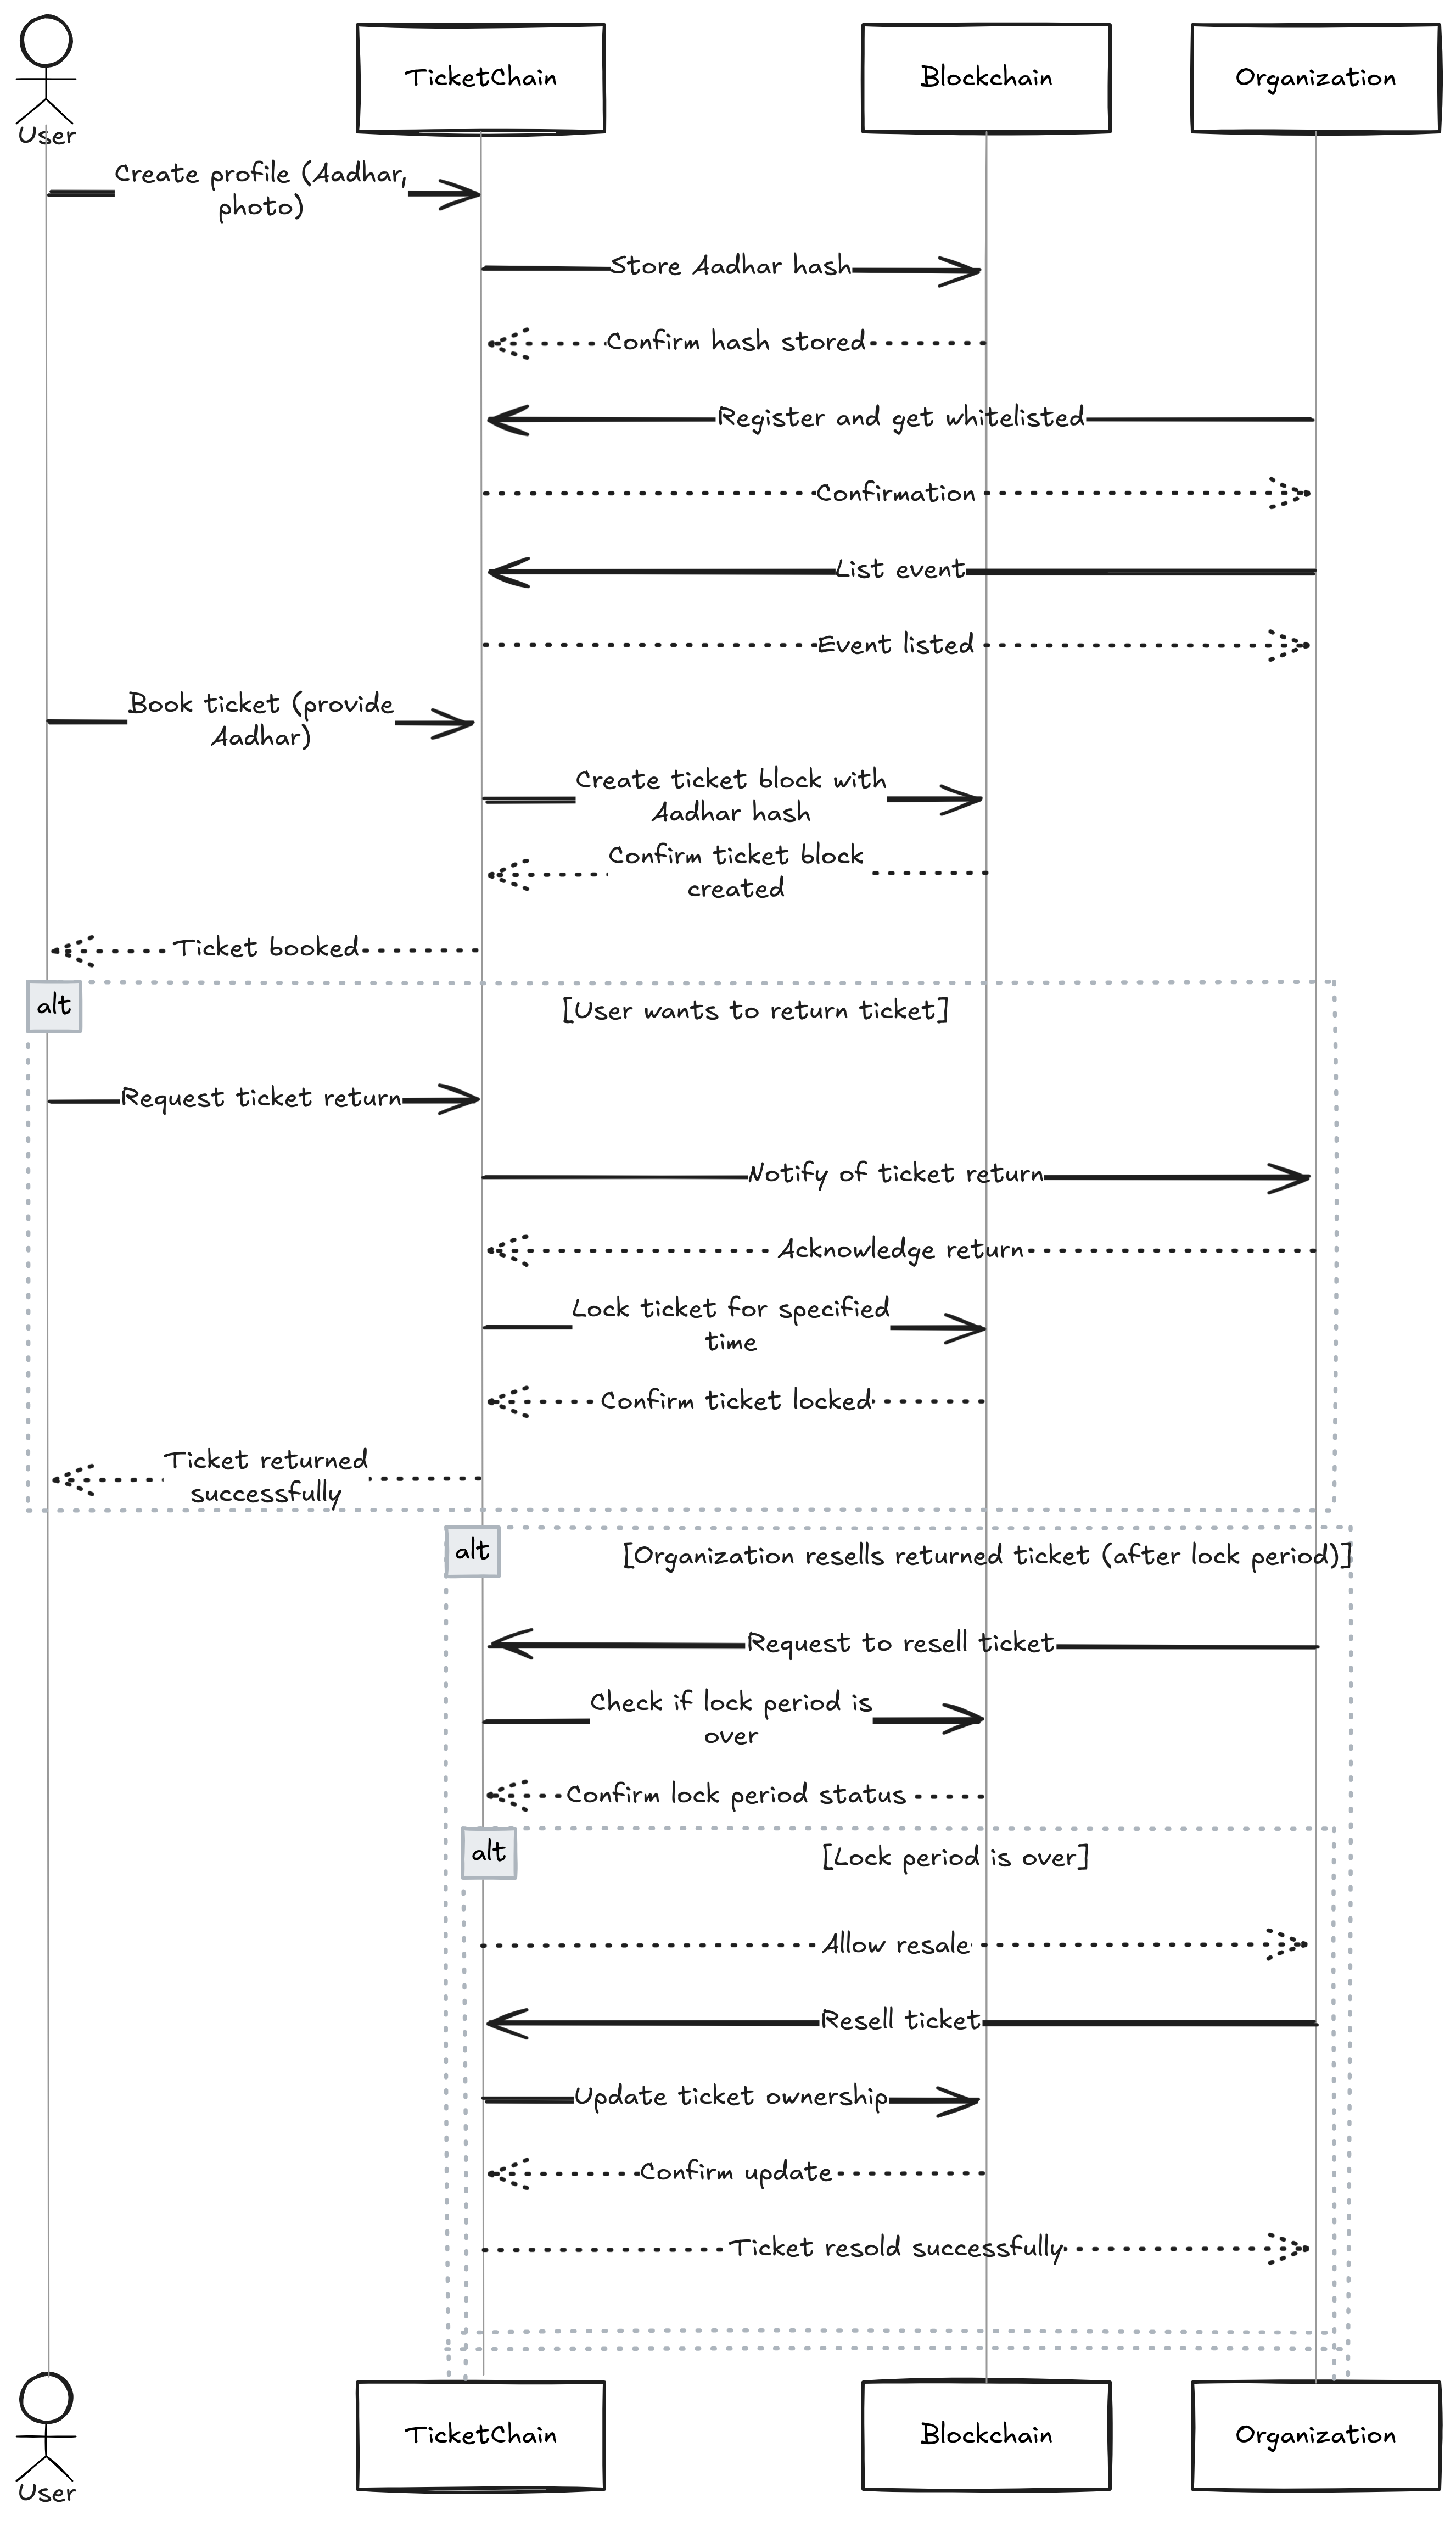 User
TicketChain
Blockchain
Organization
Create profile (Aadhar,
photo)
Store Aadhar hash
Confirm hash stored
Register and get whitelisted
Confirmation
List event
Event listed
Book ticket (provide
Aadhar)
Create ticket block with
Aadhar hash
Confirm ticket block
created
Ticket booked
alt
[User wants to return ticket]
Request ticket return
Notify of ticket return
Acknowledge return
Lock ticket for specified
time
Confirm ticket locked
Ticket returned
successfully
alt
[Organization resells returned ticket (after lock period)]
Request to resell ticket
Check if lock period is
over
Confirm lock period status
alt
[Lock period is over]
Allow resale
Resell ticket
Update ticket ownership
Confirm update
Ticket resold successfully
User
TicketChain
Blockchain
Organization